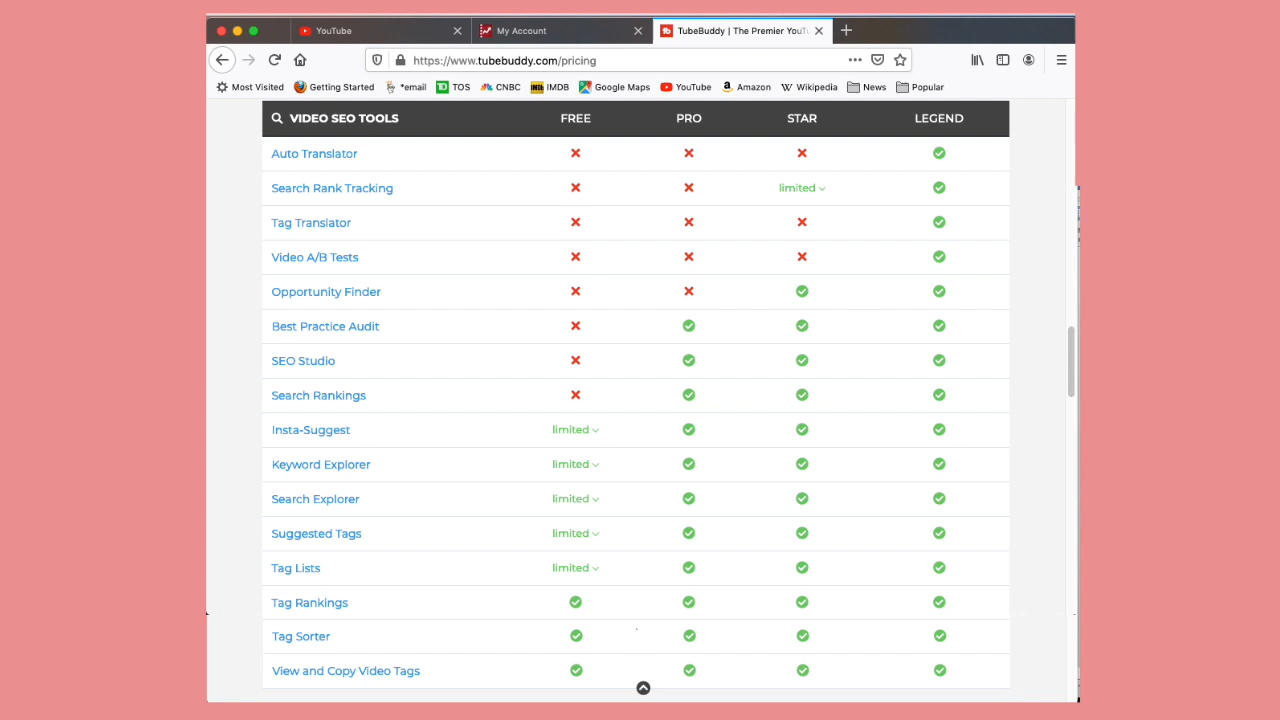 YouTube My Account TubeBuddy | The Premier YouTu
https://www.tubebuddy.com/pricing
Most Visited Getting Started *email TOS CNBC IMDB Google Maps YouTube Amazon Wikipedia News Popular
VIDEO SEO TOOLS FREE PRO STAR LEGEND
Auto Translator
Search Rank Tracking limited
Tag Translator
Video A/B Tests
Opportunity Finder
Best Practice Audit
SEO Studio
Search Rankings
Insta-Suggest limited
Keyword Explorer limited
Search Explorer limited
Suggested Tags limited
Tag Lists limited
Tag Rankings
Tag Sorter
View and Copy Video Tags